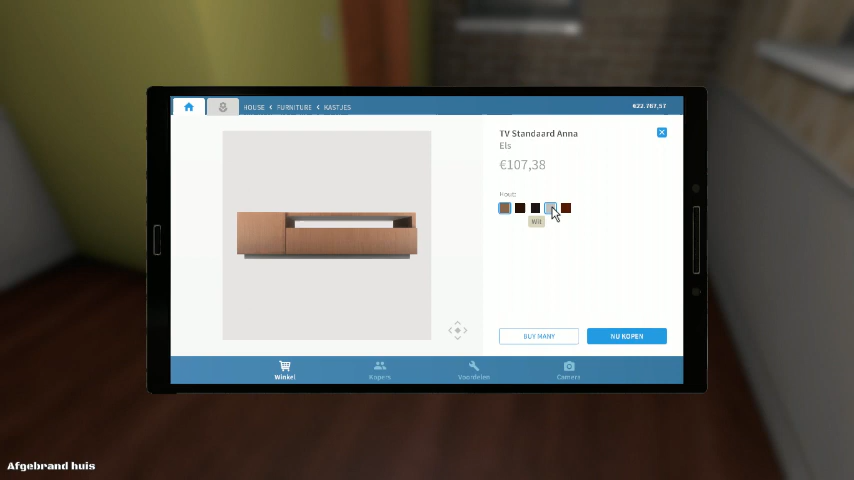 HOUSE < FURNITURE < KASTJES
€22.767,57
TV Standaard Anna
Els
€107,38
Hout:
Wit
BUY MANY
NU KOPEN
Winkel
Kopers
Voordelen
Camera
Afgebrand huis